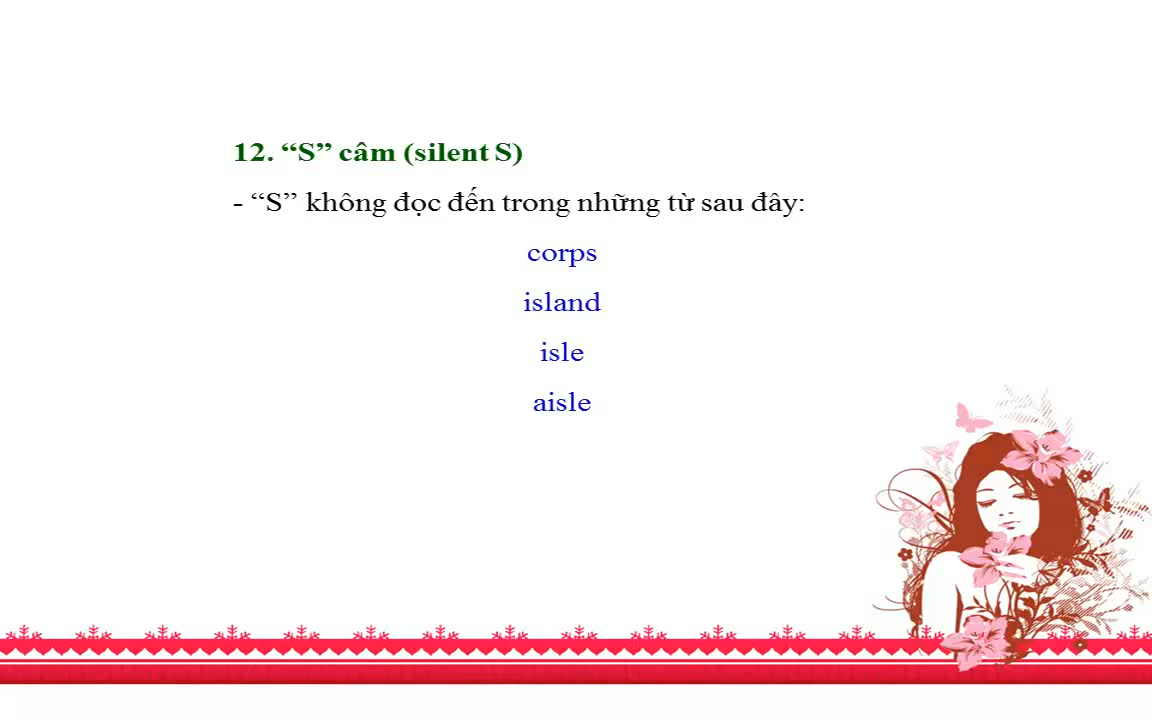 12. “S” câm (silent S)
- “S” không đọc đến trong những từ sau đây:
corps
island
isle
aisle